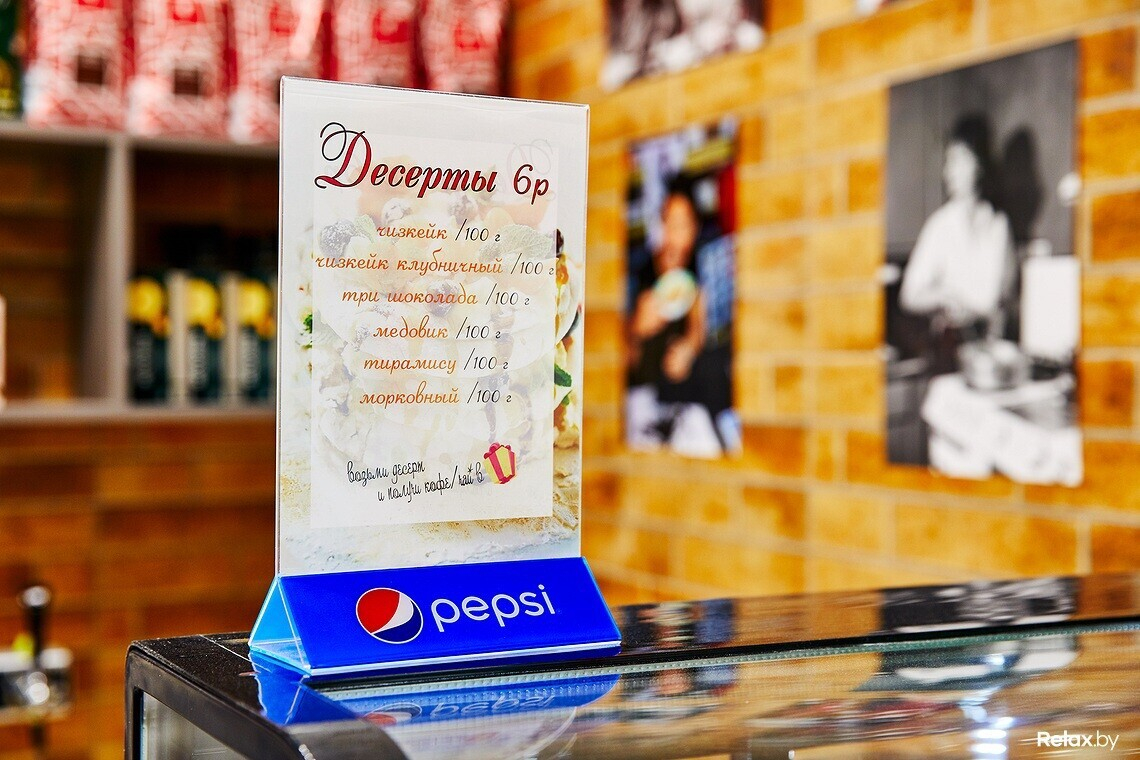 Десерты 6р
чизкейк /100 г
чизкейк клубничный /100 г
три шоколада /100 г
медовик /100 г
тирамису /100 г
морковный /100 г
возьми десерт
и получи кофе/чай в
pepsi
Relax.by